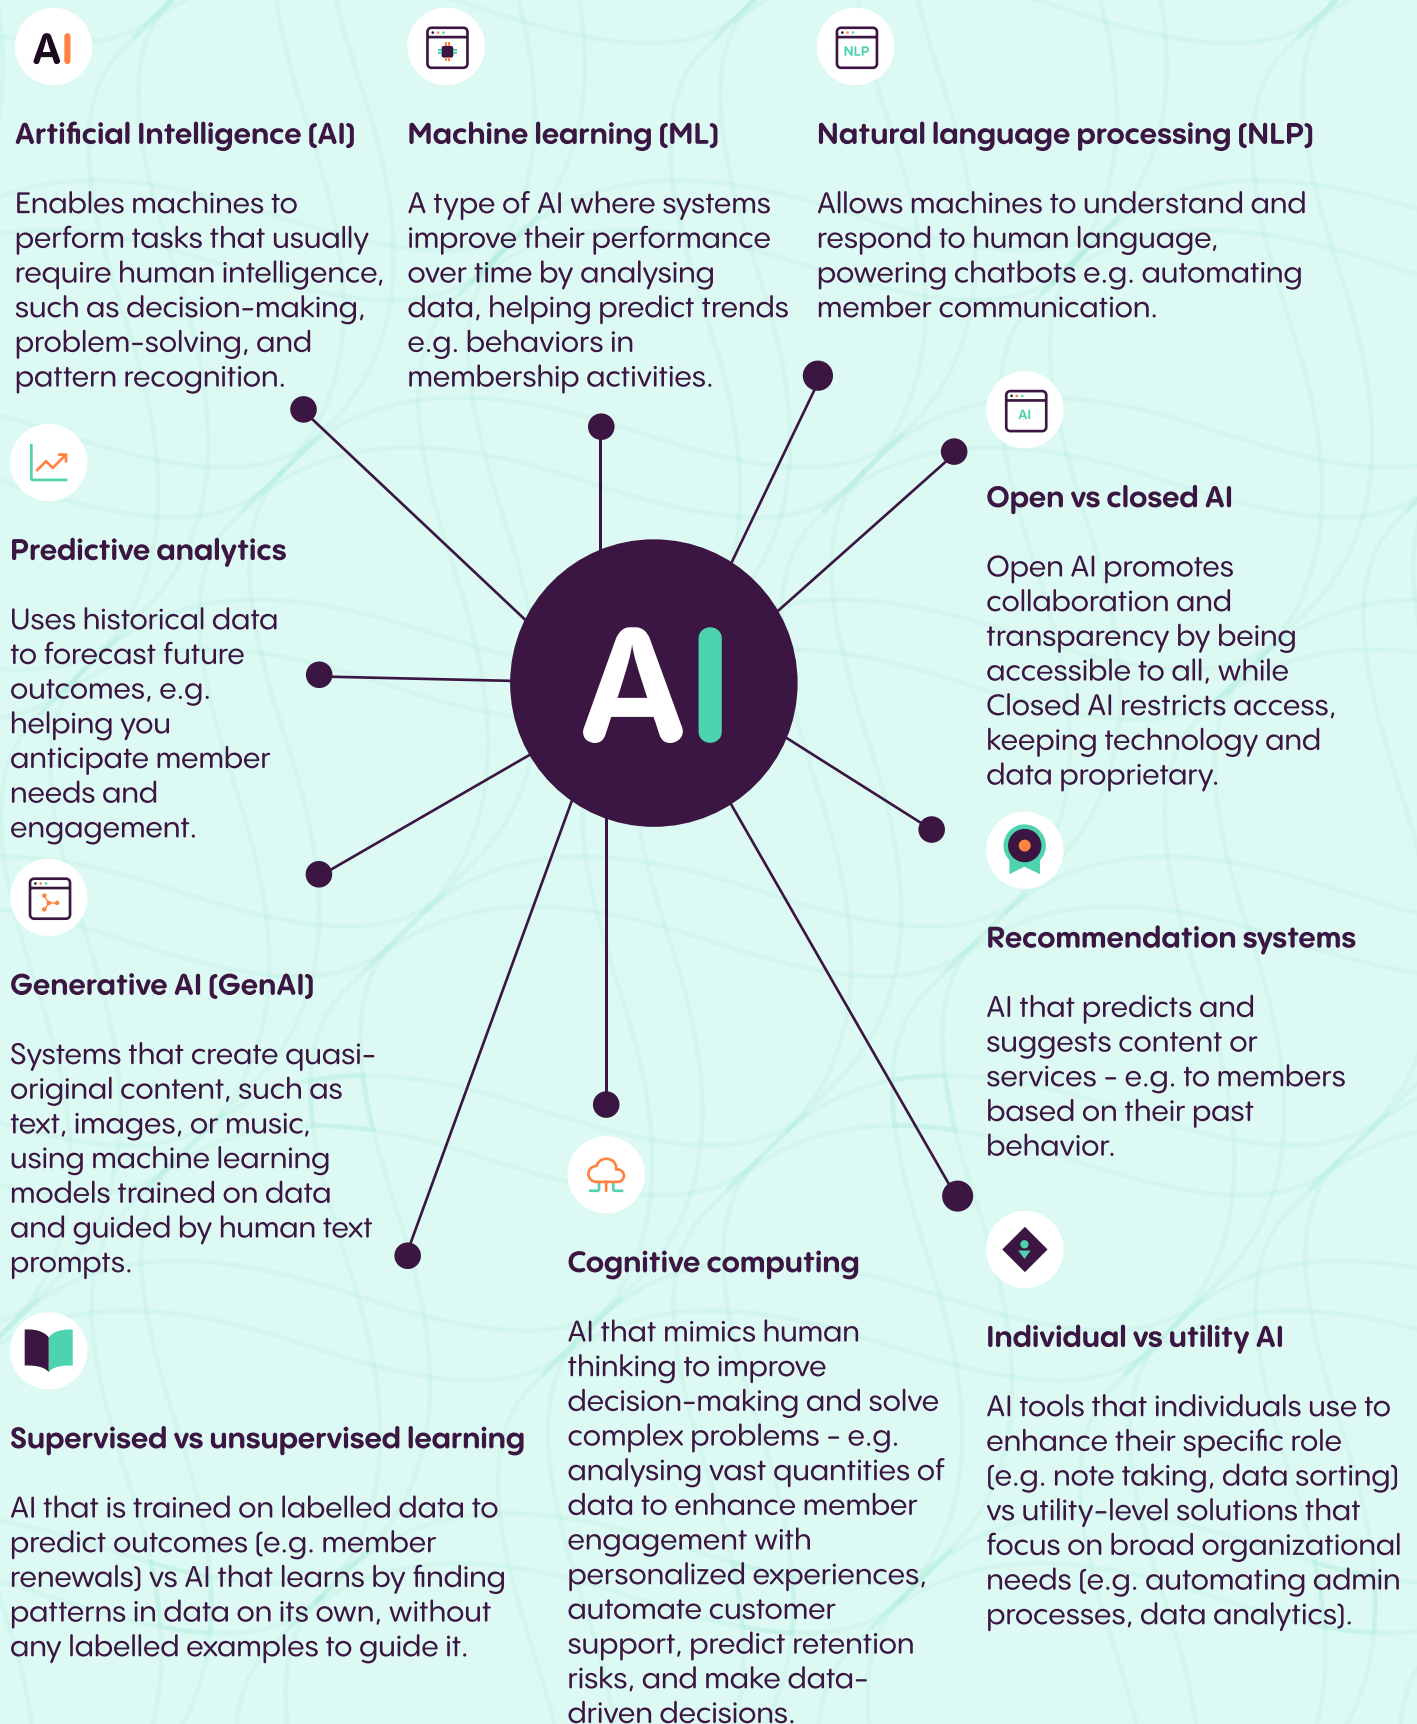 AI
Artificial Intelligence (AI)
Enables machines to
perform tasks that usually
require human intelligence,
such as decision-making,
problem-solving, and
pattern recognition.
Machine learning (ML)
A type of AI where systems
improve their performance
over time by analysing
data, helping predict trends
e.g. behaviors in
membership activities.
NLP
Natural language processing (NLP)
Allows machines to understand and
respond to human language,
powering chatbots e.g. automating
member communication.
AI
Open vs closed AI
Open AI promotes
collaboration and
transparency by being
accessible to all, while
Closed AI restricts access,
keeping technology and
data proprietary.
Predictive analytics
Uses historical data
to forecast future
outcomes, e.g.
helping you
anticipate member
needs and
engagement.
AI
Recommendation systems
AI that predicts and
suggests content or
services - e.g. to members
based on their past
behavior.
Generative AI (GenAI)
Systems that create quasi-
original content, such as
text, images, or music,
using machine learning
models trained on data
and guided by human text
prompts.
Cognitive computing
AI that mimics human
thinking to improve
decision-making and solve
complex problems - e.g.
analysing vast quantities of
data to enhance member
engagement with
personalized experiences,
automate customer
support, predict retention
risks, and make data-
driven decisions.
Individual vs utility AI
AI tools that individuals use to
enhance their specific role
(e.g. note taking, data sorting)
vs utility-level solutions that
focus on broad organizational
needs (e.g. automating admin
processes, data analytics).
Supervised vs unsupervised learning
AI that is trained on labelled data to
predict outcomes (e.g. member
renewals) vs AI that learns by finding
patterns in data on its own, without
any labelled examples to guide it.